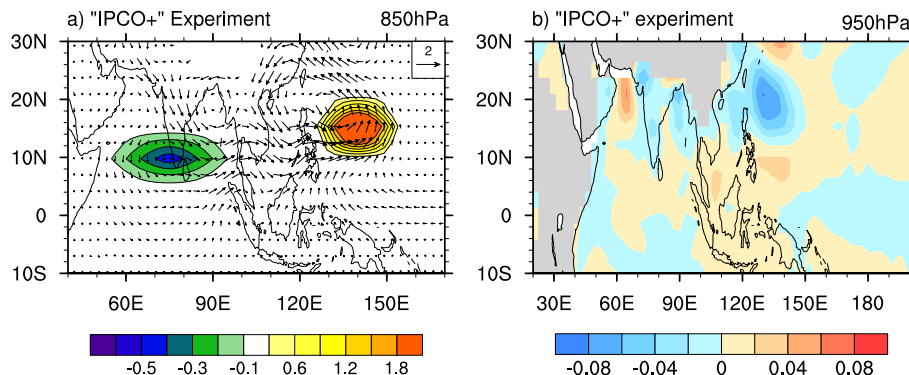 a) "IPCO+" Experiment 850hPa
30N
20N
10N
0
10S
2
60E 90E 120E 150E
-0.5 -0.3 -0.1 0.6 1.2 1.8
b) "IPCO+" experiment 950hPa
30N
20N
10N
0
10S
30E 60E 90E 120E 150E 180
-0.08 -0.04 0 0.04 0.08